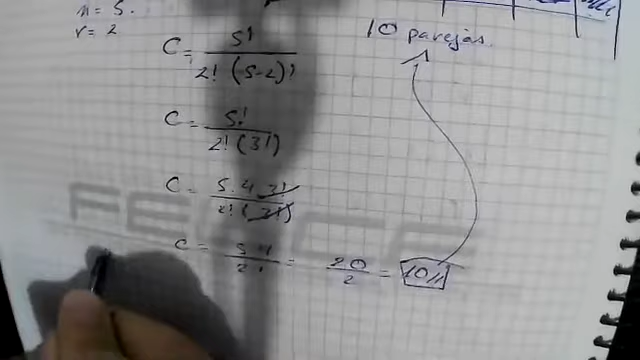 n = 5.
r = 2
C = 5! / 2! (5-2)!
10 parejas.
C = 5! / 2! (3!)
C = 5.4.3! / 2! (3!)
C = 5.4 / 2! = 20 / 2 = 10//